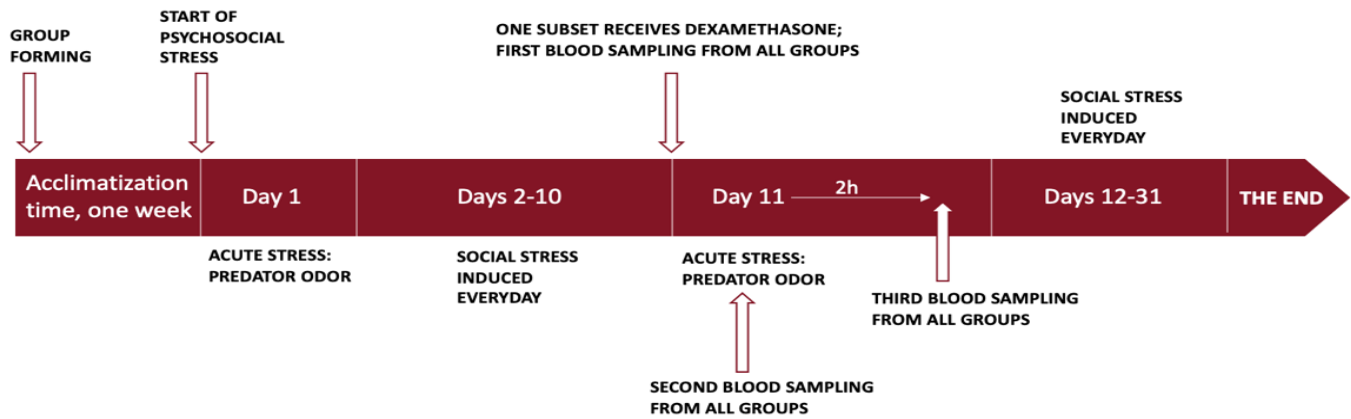 GROUP
FORMING
START OF
PSYCHOSOCIAL
STRESS
ONE SUBSET RECEIVES DEXAMETHASONE;
FIRST BLOOD SAMPLING FROM ALL GROUPS
SOCIAL STRESS
INDUCED
EVERYDAY
Acclimatization
time, one week
Day 1
Days 2-10
Day 11
2h
Days 12-31
THE END
ACUTE STRESS:
PREDATOR ODOR
SOCIAL STRESS
INDUCED
EVERYDAY
ACUTE STRESS:
PREDATOR ODOR
THIRD BLOOD SAMPLING
FROM ALL GROUPS
SECOND BLOOD SAMPLING
FROM ALL GROUPS